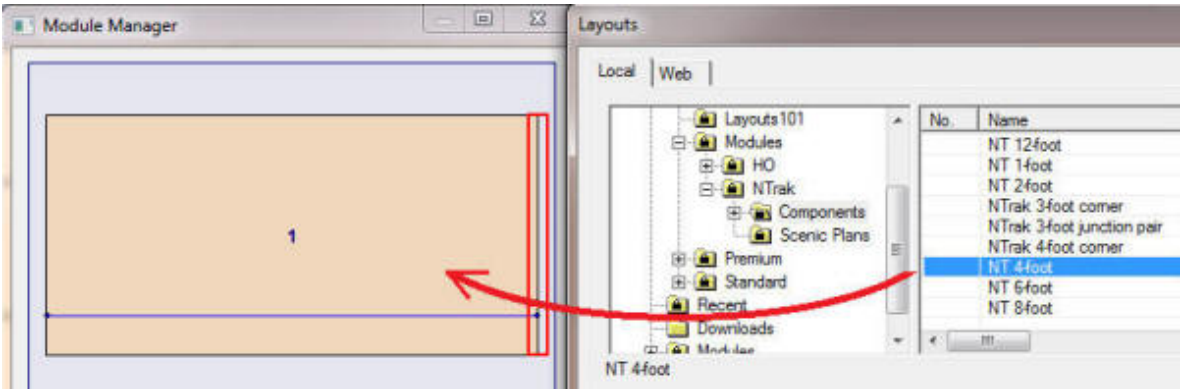 Module Manager
1
Layouts
Local
Web
Layouts101
Modules
HO
NTrak
Components
Scenic Plans
Premium
Standard
Recent
Downloads
Modules
No.
Name
NT 12-foot
NT 1-foot
NT 2-foot
NTrak 3-foot corner
NTrak 3-foot junction pair
NTrak 4-foot corner
NT 4-foot
NT 6-foot
NT 8-foot
NT 4-foot